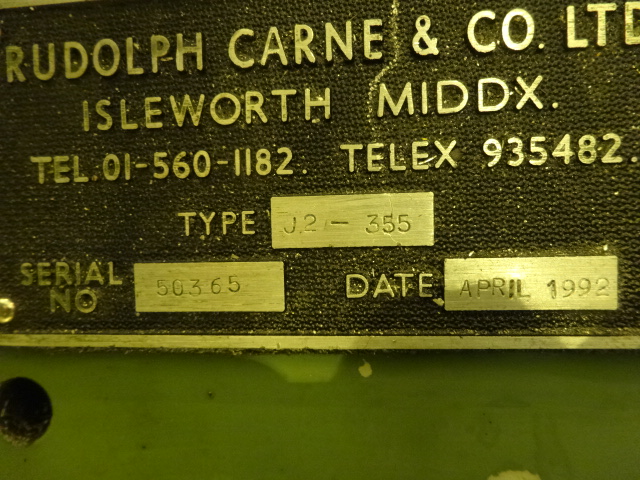 RUDOLPH CARNE & CO. LTD
ISLEWORTH MIDDX.
TEL.01-560-1182. TELEX 935482.
TYPE J2 - 355
SERIAL NO 50365 DATE APRIL 1992